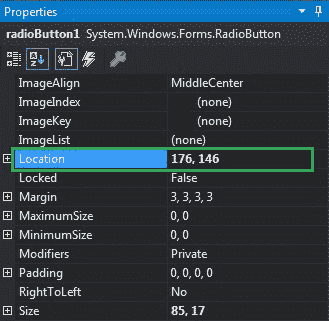 Properties
radioButton1 System.Windows.Forms.RadioButton
ImageAlign MiddleCenter
ImageIndex (none)
ImageKey (none)
ImageList (none)
Location 176, 146
Locked False
Margin 3, 3, 3, 3
MaximumSize 0, 0
MinimumSize 0, 0
Modifiers Private
Padding 0, 0, 0, 0
RightToLeft No
Size 85, 17